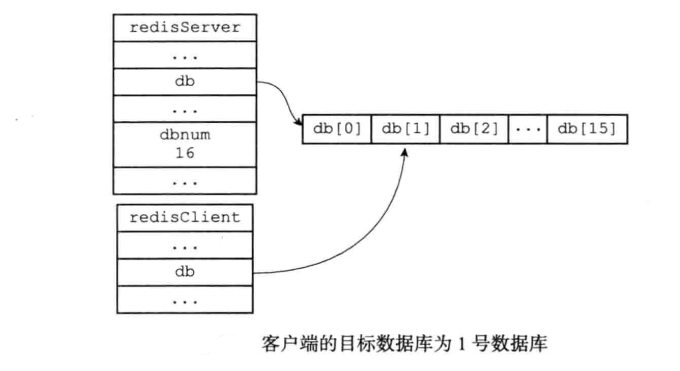 redisServer
...
db
...
dbnum
16
...
db[0] db[1] db[2] ... db[15]
redisClient
...
db
...
客户端的目标数据库为 1 号数据库